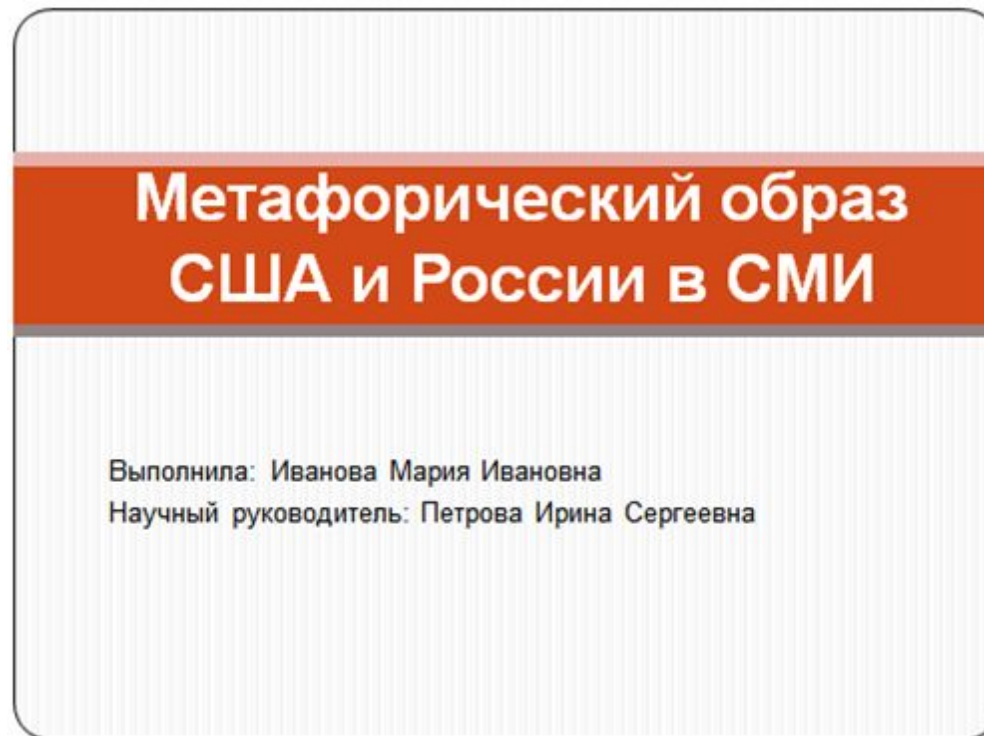 Метафорический образ
США и России в СМИ
Выполнила: Иванова Мария Ивановна
Научный руководитель: Петрова Ирина Сергеевна